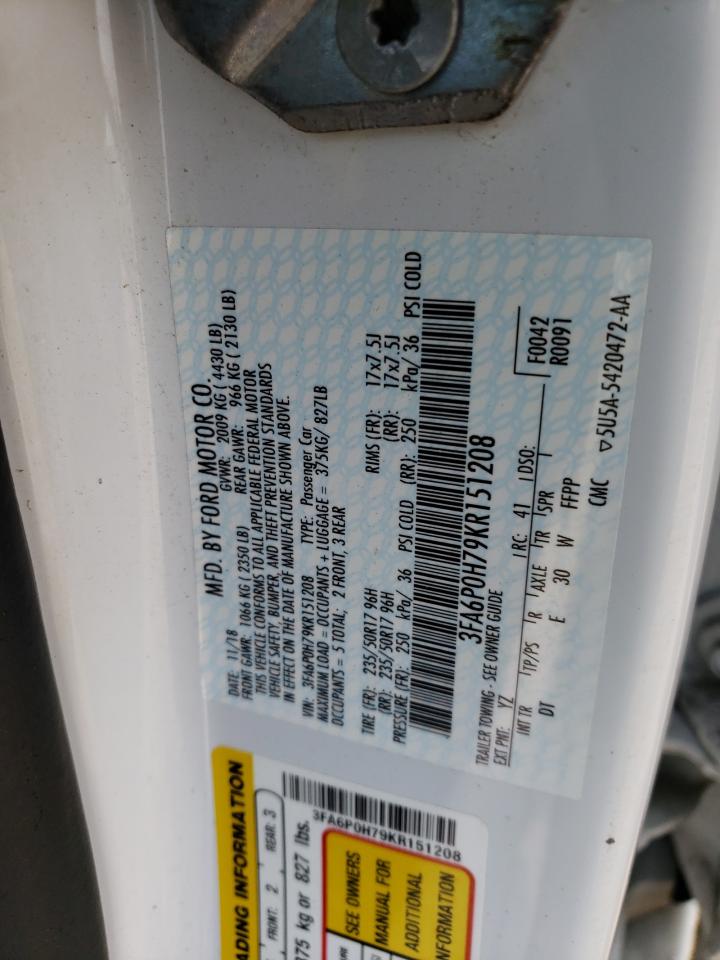 MFD. BY FORD MOTOR CO.
DATE: 11/18 GVWR: 2009 KG ( 4430 LB)
FRONT GAWR: 1066 KG ( 2350 LB) REAR GAWR: 966 KG ( 2130 LB)
THIS VEHICLE CONFORMS TO ALL APPLICABLE FEDERAL MOTOR
VEHICLE SAFETY, BUMPER, AND THEFT PREVENTION STANDARDS
IN EFFECT ON THE DATE OF MANUFACTURE SHOWN ABOVE.
VIN: 3FA6P0H79KR151208 TYPE: Passenger Car
MAXIMUM LOAD = OCCUPANTS + LUGGAGE = 375KG/ 827LB
OCCUPANTS = 5 TOTAL; 2 FRONT, 3 REAR
TIRE (FR): 235/50R17 96H RIMS (FR): 17x7.5J
(RR): 235/50R17 96H (RR): 17x7.5J
PRESSURE (FR): 250 kPa/ 36 PSI COLD (RR): 250 kPa/ 36 PSI COLD
3FA6P0H79KR151208
TRAILER TOWING - SEE OWNER GUIDE
F0042
R0091
EXT PNT: YZ RC: 41 DSO:
INT TR TP/PS R AXLE TR SPR
DT E 30 W FFPP
CMC ▽5U5A-5420472-AA
ADING INFORMATION
FRONT: 2 REAR: 3
375 kg or 827 lbs.
3FA6P0H79KR151208
SEE OWNERS
MANUAL FOR
ADDITIONAL
INFORMATION